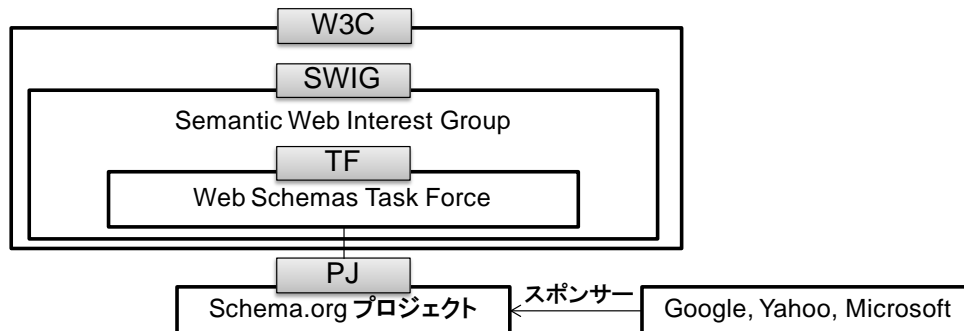 W3C
SWIG
Semantic Web Interest Group
TF
Web Schemas Task Force
PJ
Schema.org プロジェクト
スポンサー
Google, Yahoo, Microsoft